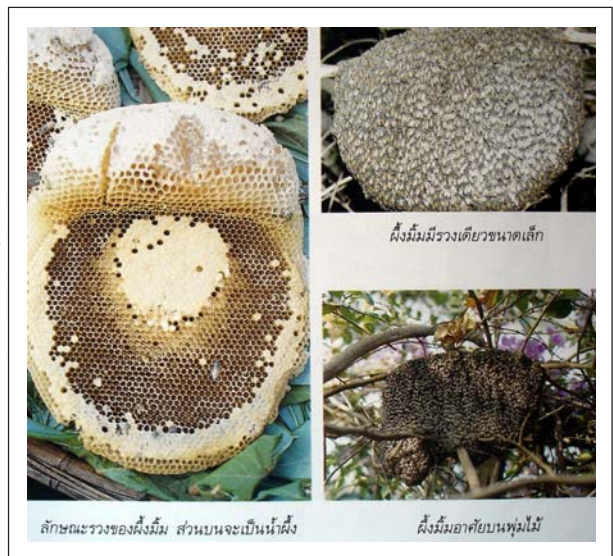 ผึ้งมิ้มมีรวงเดียวขนาดเล็ก
ลักษณะรวงของผึ้งมิ้ม ส่วนบนจะเป็นน้ำผึ้ง
ผึ้งมิ้มอาศัยบนพุ่มไม้